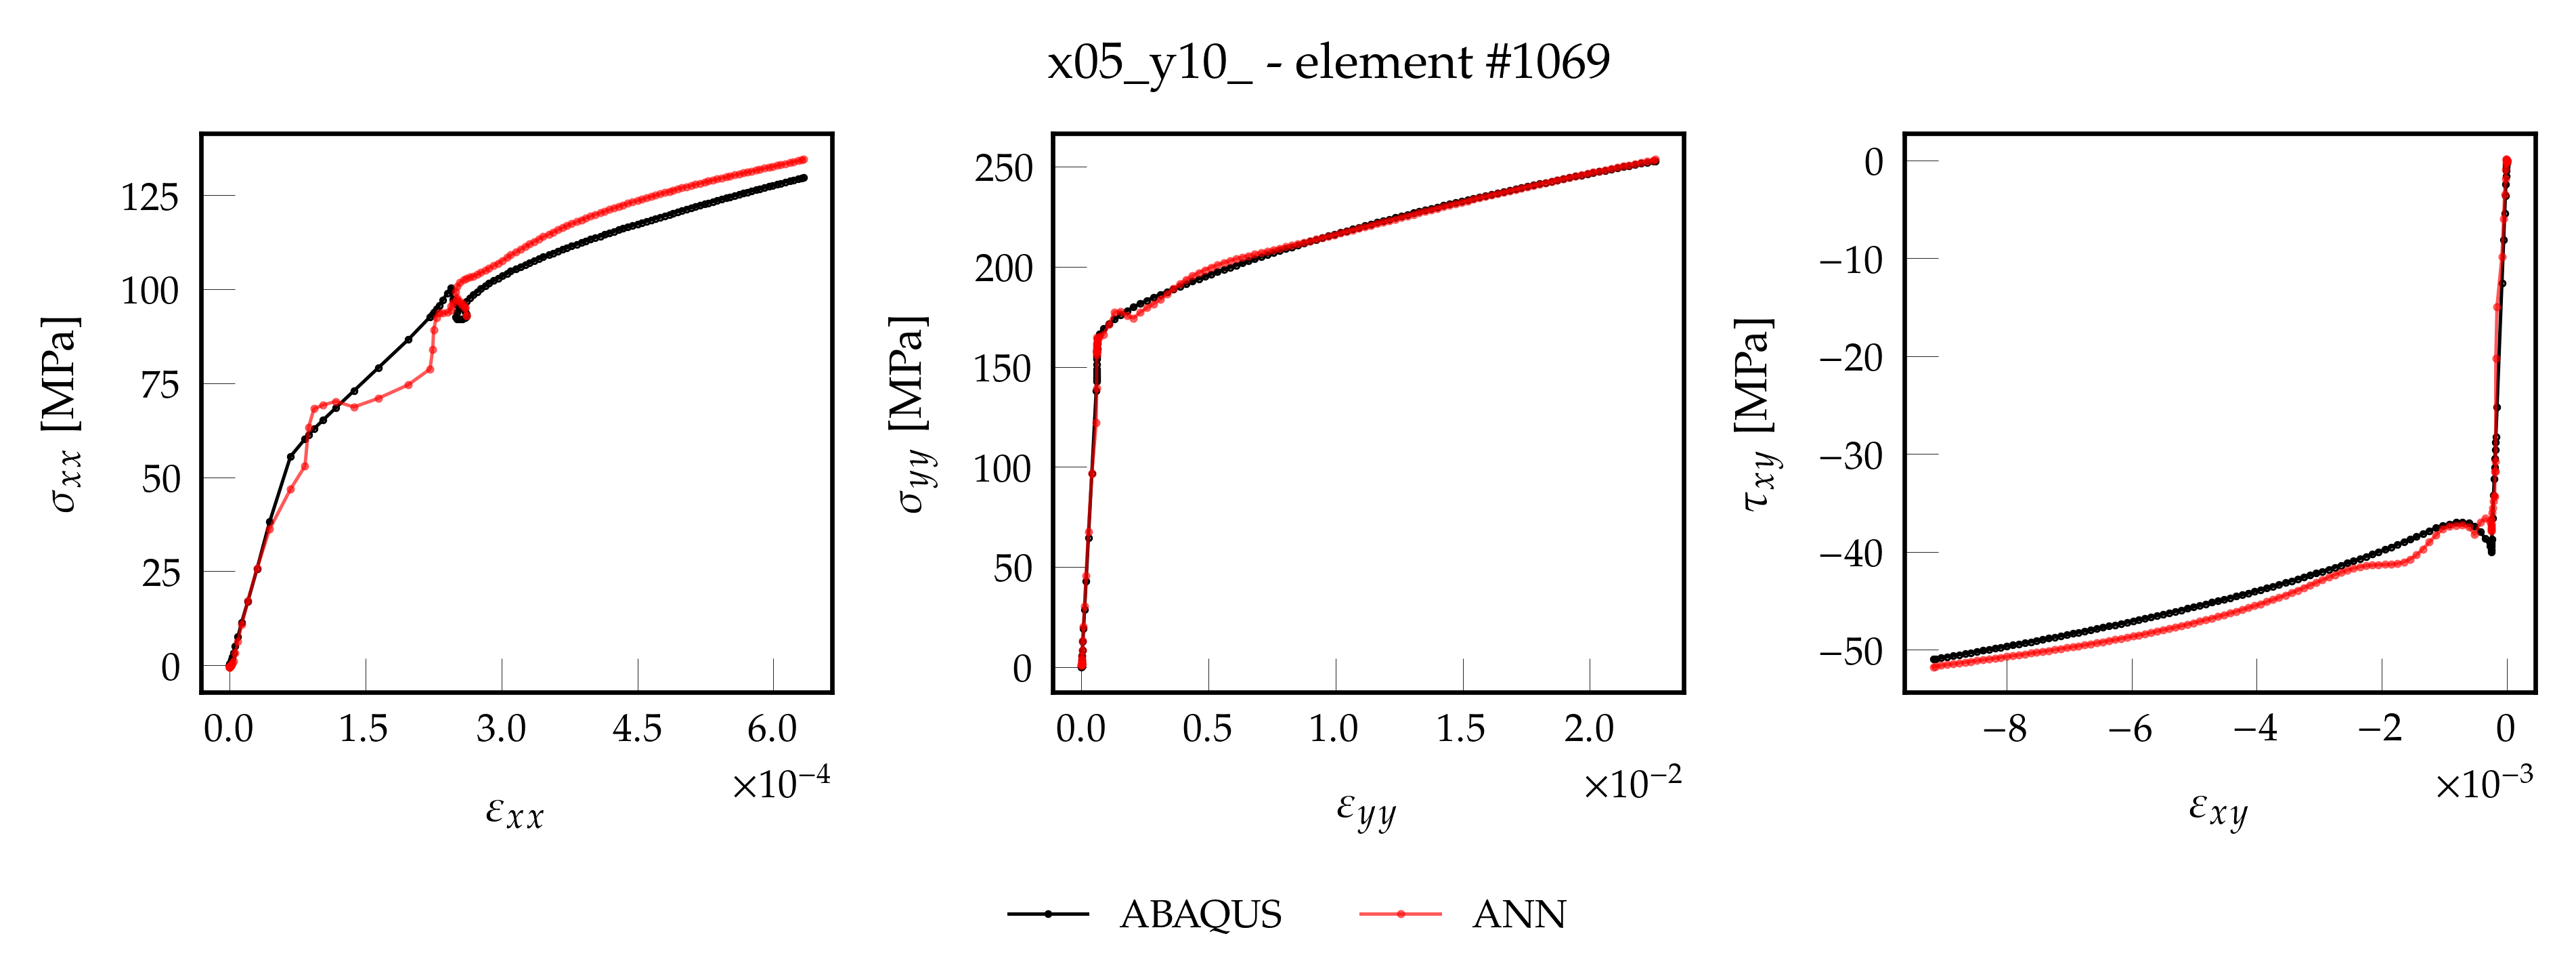 x05_y10_ - element #1069
σxx [MPa]
125
100
75
50
25
0
0.0 1.5 3.0 4.5 6.0
×10−4
εxx
σyy [MPa]
250
200
150
100
50
0
0.0 0.5 1.0 1.5 2.0
×10−2
εyy
τxy [MPa]
0
−10
−20
−30
−40
−50
−8 −6 −4 −2 0
×10−3
εxy
ABAQUS ANN